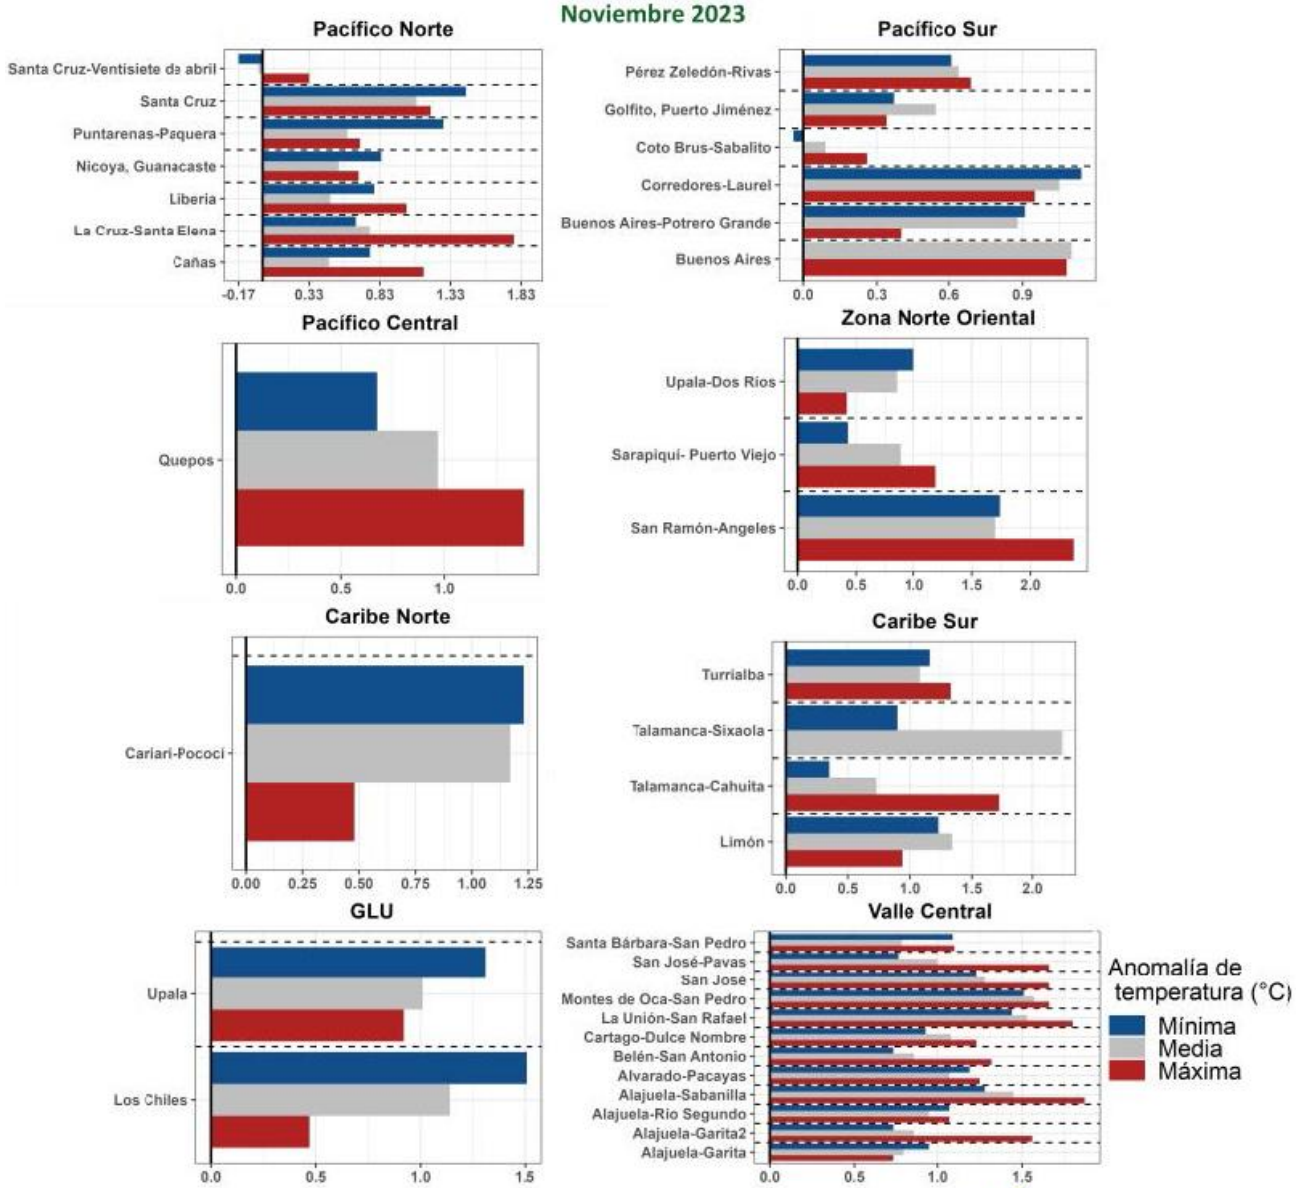 Noviembre 2023
Pacífico Norte
Santa Cruz-Ventisiete de abril
Santa Cruz
Puntarenas-Paquera
Nicoya, Guanacaste
Liberia
La Cruz-Santa Elena
Cañas
-0.17 0.33 0.83 1.33 1.83
Pacífico Sur
Pérez Zeledón-Rivas
Golfito, Puerto Jiménez
Coto Brus-Sabalito
Corredores-Laurel
Buenos Aires-Potrero Grande
Buenos Aires
0.0 0.3 0.6 0.9
Pacífico Central
Quepos
0.0 0.5 1.0
Zona Norte Oriental
Upala-Dos Ríos
Sarapiquí- Puerto Viejo
San Ramón-Angeles
0.0 0.5 1.0 1.5 2.0
Caribe Norte
Cariari-Pococí
0.00 0.25 0.50 0.75 1.00 1.25
Caribe Sur
Turrialba
Talamanca-Sixaola
Talamanca-Cahuita
Limón
0.0 0.5 1.0 1.5 2.0
GLU
Upala
Los Chiles
0.0 0.5 1.0 1.5
Valle Central
Santa Bárbara-San Pedro
San José-Pavas
San José
Montes de Oca-San Pedro
La Unión-San Rafael
Cartago-Dulce Nombre
Belén-San Antonio
Alvarado-Pacayas
Alajuela-Sabanilla
Alajuela-Río Segundo
Alajuela-Garita2
Alajuela-Garita
0.0 0.5 1.0 1.5
Anomalía de
temperatura (°C)
Mínima
Media
Máxima